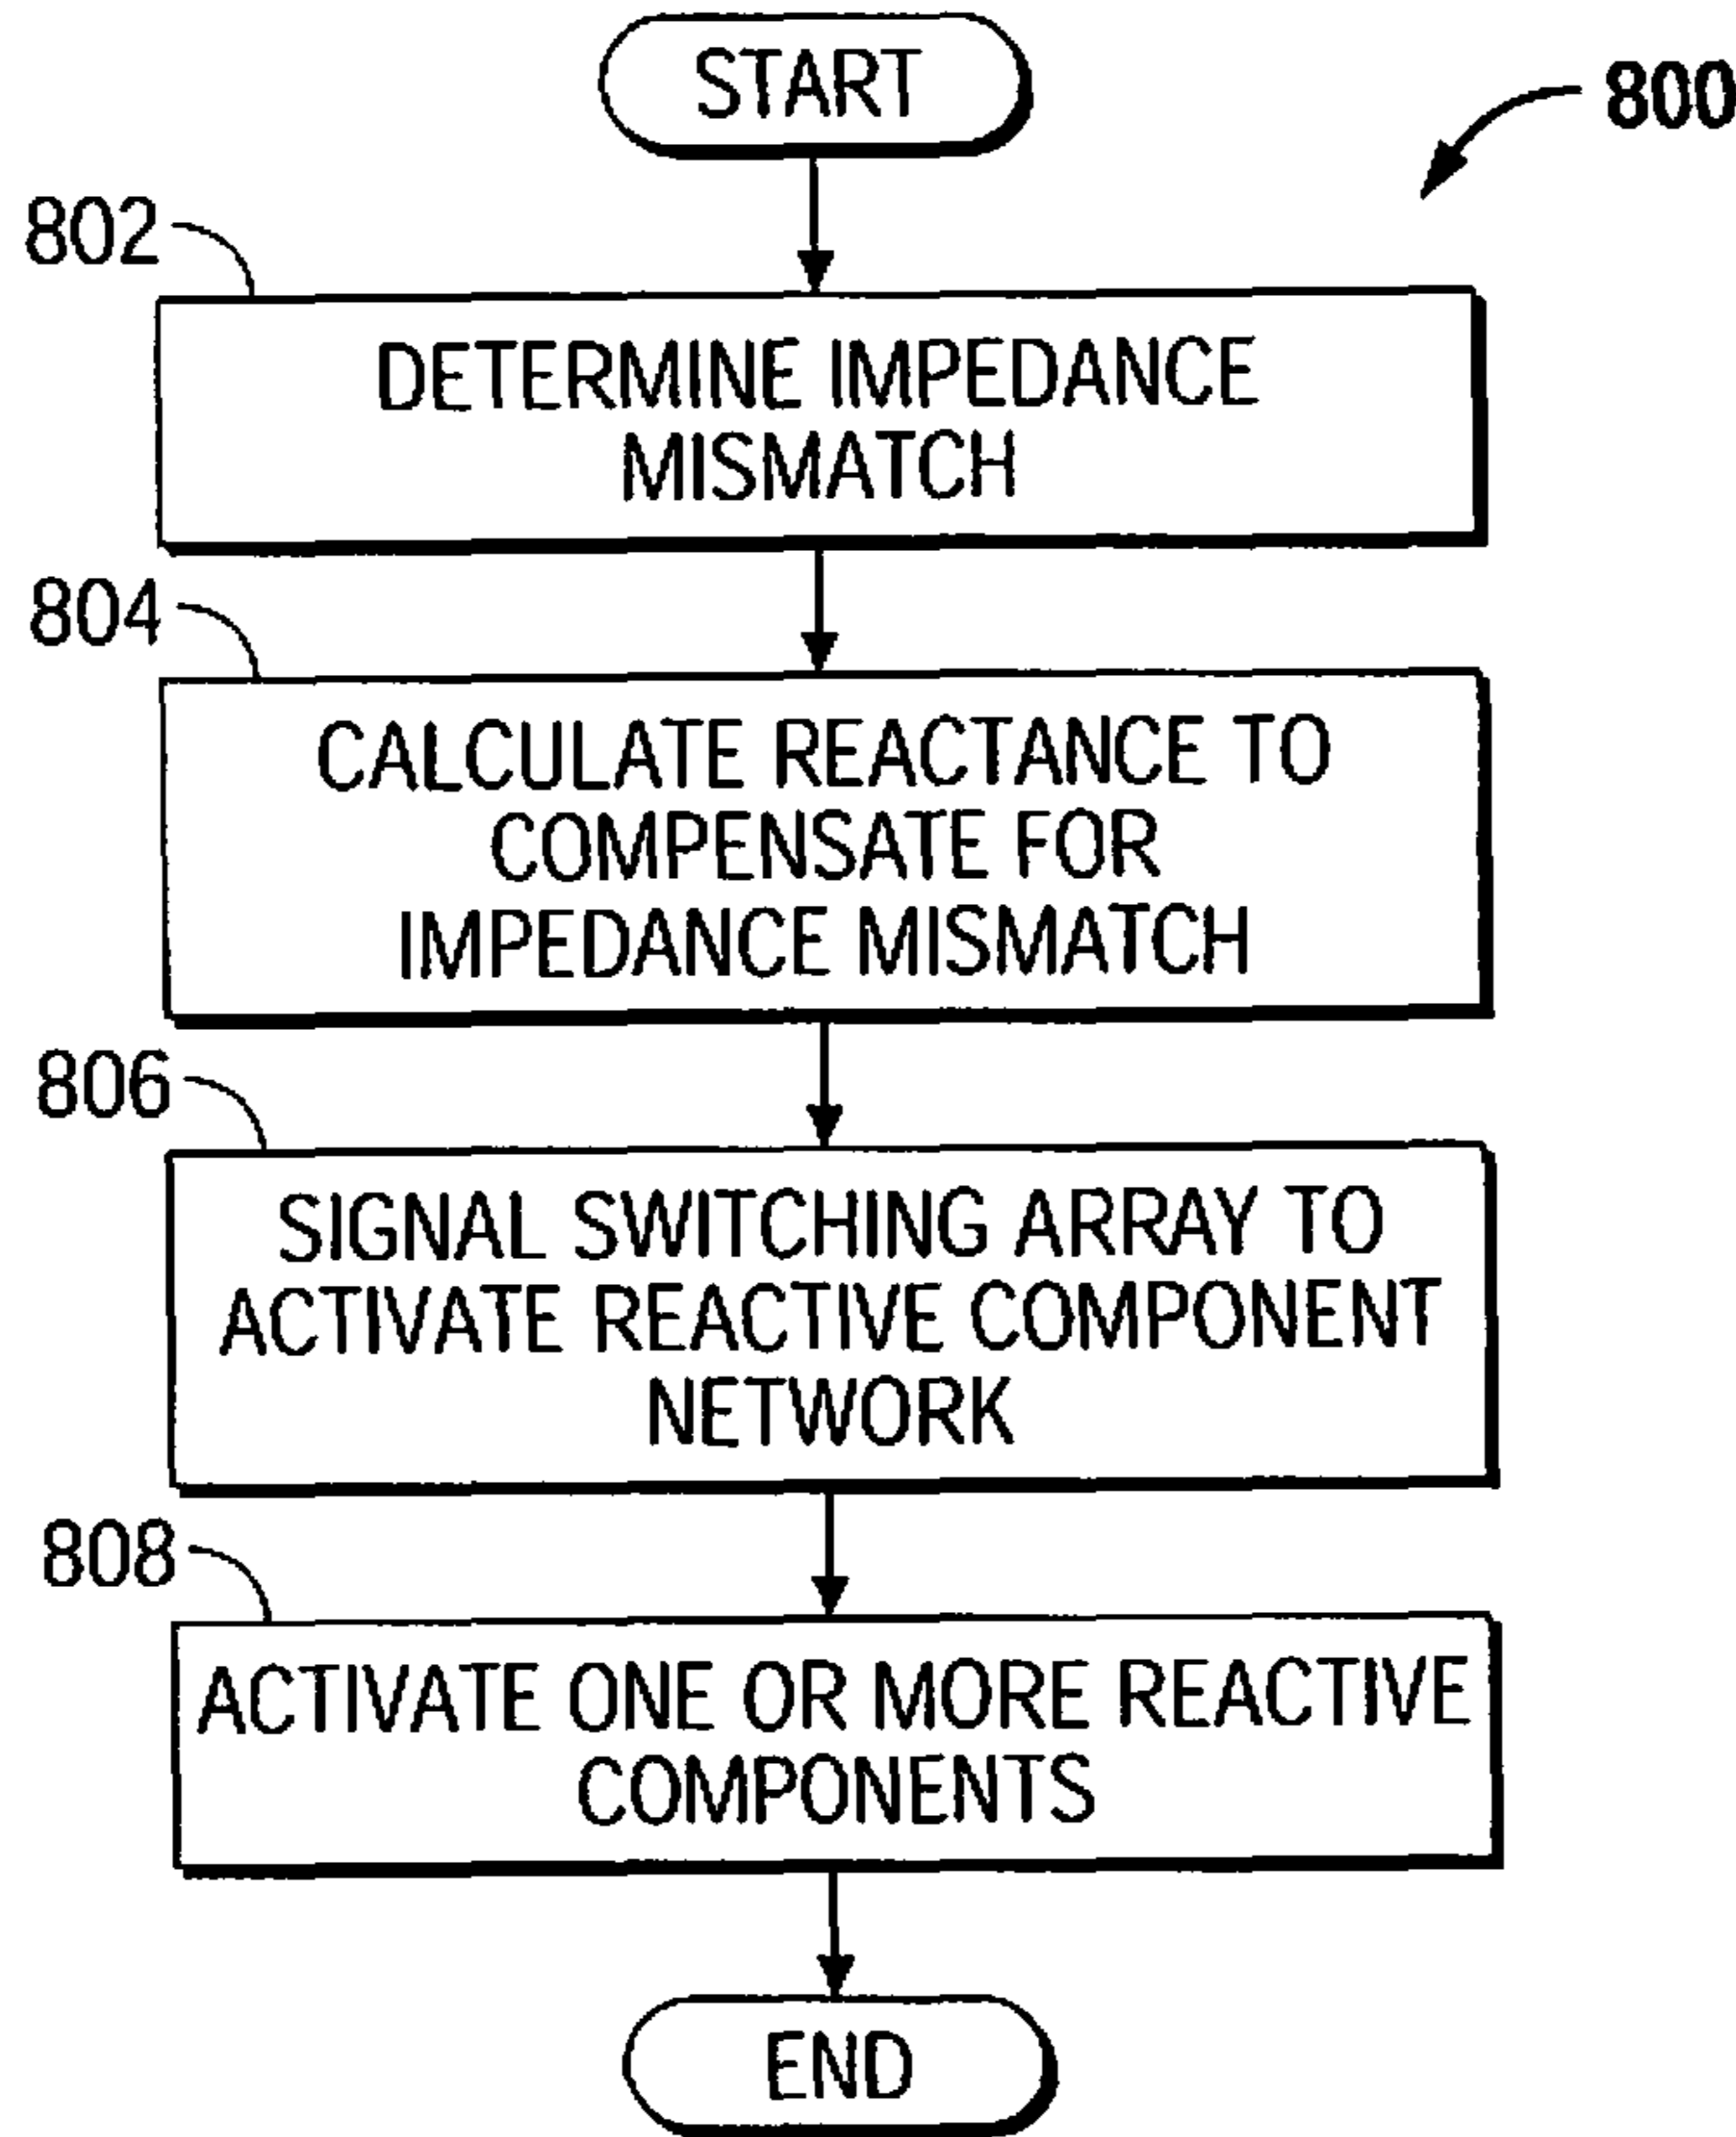 START
800
802
DETERMINE IMPEDANCE
MISMATCH
804
CALCULATE REACTANCE TO
COMPENSATE FOR
IMPEDANCE MISMATCH
806
SIGNAL SWITCHING ARRAY TO
ACTIVATE REACTIVE COMPONENT
NETWORK
808
ACTIVATE ONE OR MORE REACTIVE
COMPONENTS
END